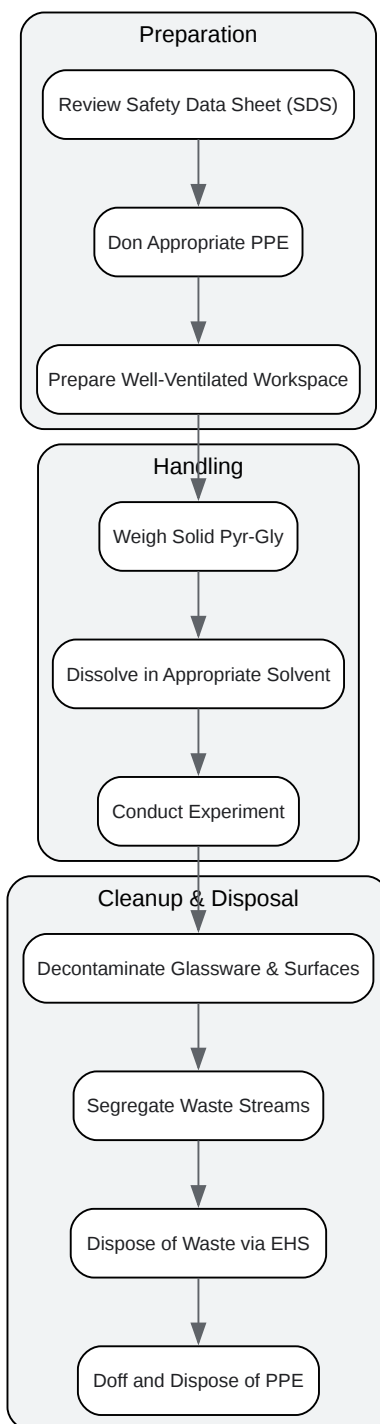 Preparation
Review Safety Data Sheet (SDS)
Don Appropriate PPE
Prepare Well-Ventilated Workspace
Handling
Weigh Solid Pyr-Gly
Dissolve in Appropriate Solvent
Conduct Experiment
Cleanup & Disposal
Decontaminate Glassware & Surfaces
Segregate Waste Streams
Dispose of Waste via EHS
Doff and Dispose of PPE